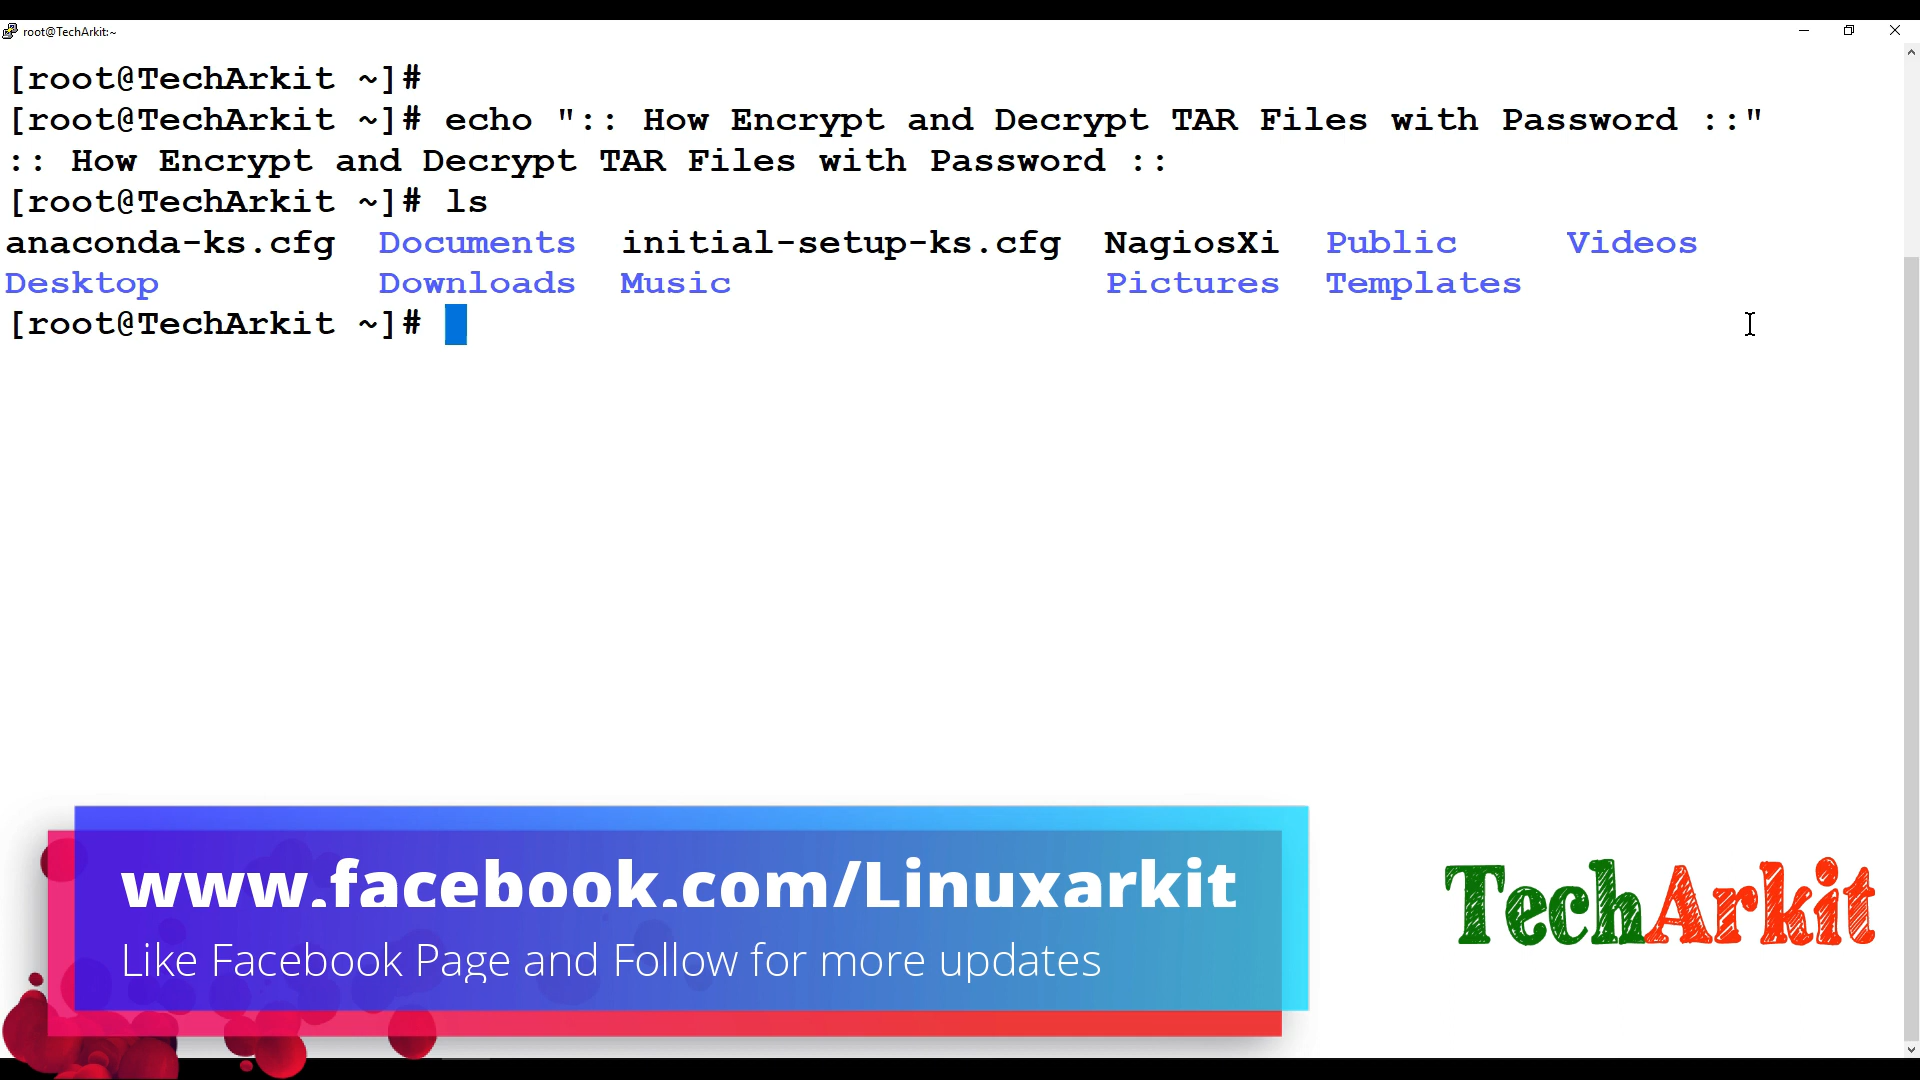 root@TechArkit:~
[root@TechArkit ~]#
[root@TechArkit ~]# echo ":: How Encrypt and Decrypt TAR Files with Password ::"
:: How Encrypt and Decrypt TAR Files with Password ::
[root@TechArkit ~]# ls
anaconda-ks.cfg  Documents  initial-setup-ks.cfg  NagiosXi  Public     Videos
Desktop          Downloads  Music                 Pictures  Templates
[root@TechArkit ~]#
www.facebook.com/Linuxarkit
Like Facebook Page and Follow for more updates
TechArkit